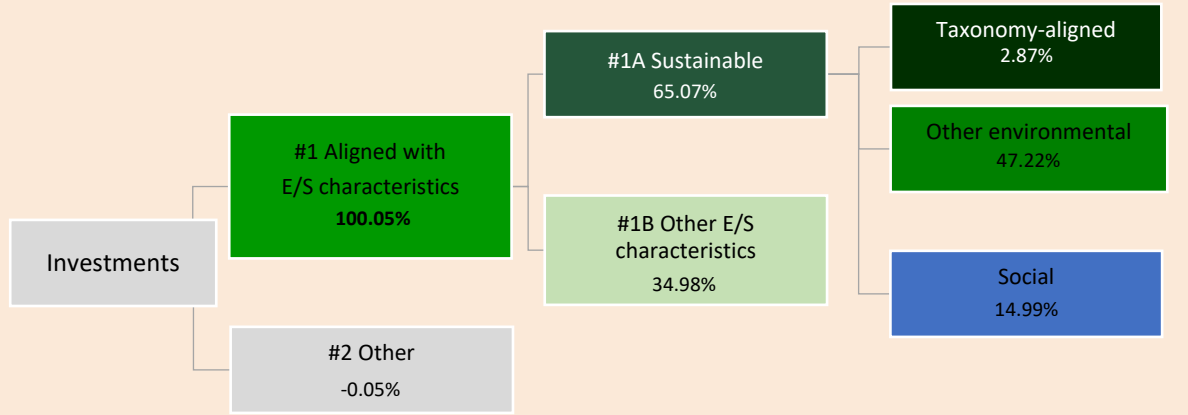 Investments
#1 Aligned with
E/S characteristics
100.05%
#2 Other
-0.05%
#1A Sustainable
65.07%
#1B Other E/S
characteristics
34.98%
Taxonomy-aligned
2.87%
Other environmental
47.22%
Social
14.99%